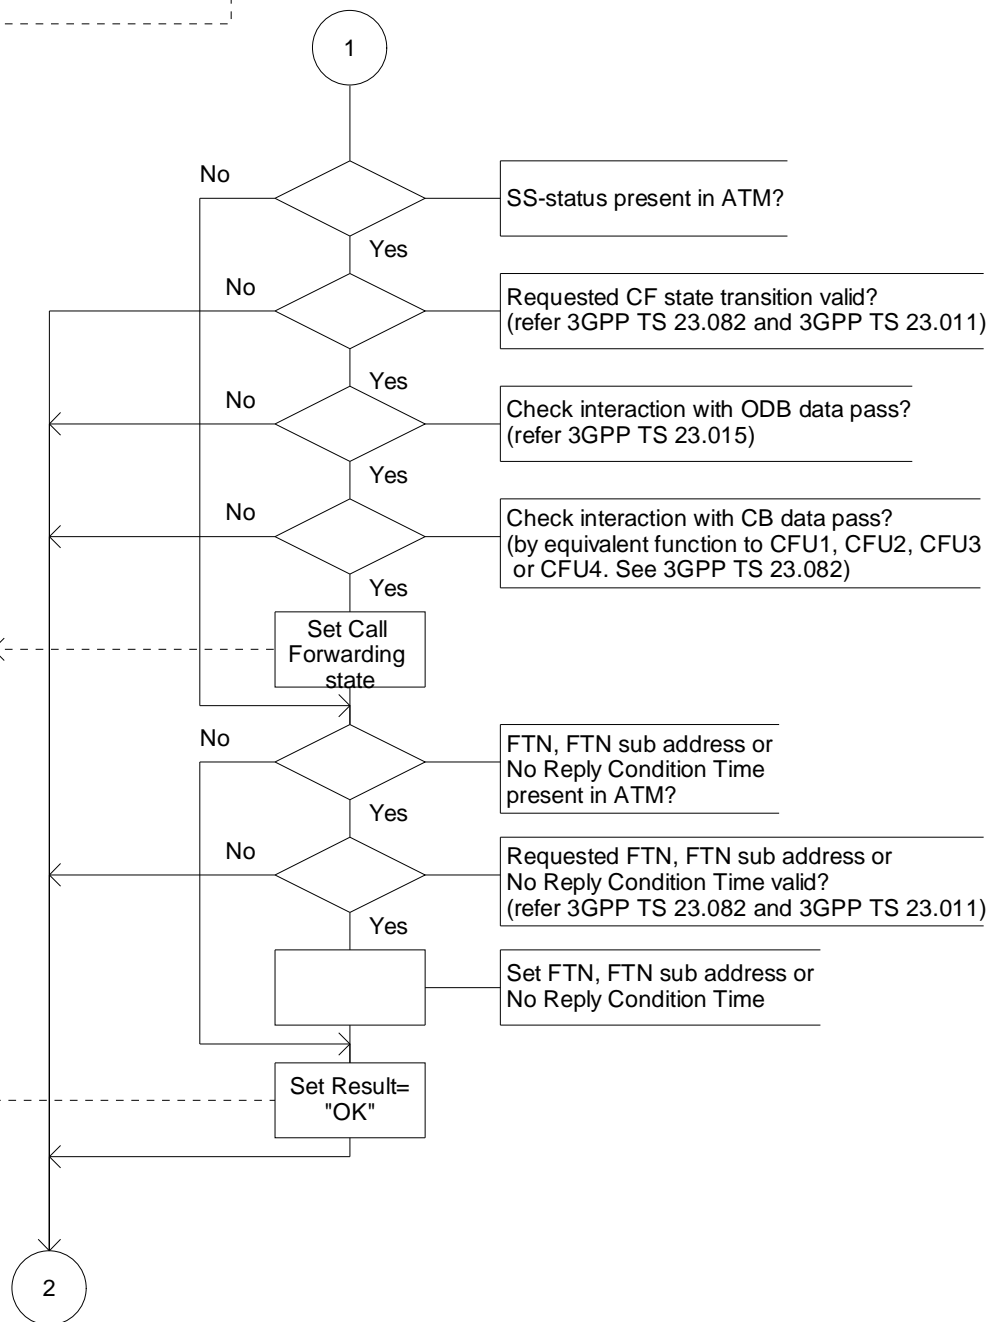 1
No
SS-status present in ATM?
Yes
No
Requested CF state transition valid?
(refer 3GPP TS 23.082 and 3GPP TS 23.011)
Yes
No
Check interaction with ODB data pass?
(refer 3GPP TS 23.015)
Yes
No
Check interaction with CB data pass?
(by equivalent function to CFU1, CFU2, CFU3
or CFU4. See 3GPP TS 23.082)
Yes
Set Call
Forwarding
state
No
FTN, FTN sub address or
No Reply Condition Time
present in ATM?
Yes
No
Requested FTN, FTN sub address or
No Reply Condition Time valid?
(refer 3GPP TS 23.082 and 3GPP TS 23.011)
Yes
Set FTN, FTN sub address or
No Reply Condition Time
Set Result=
"OK"
2